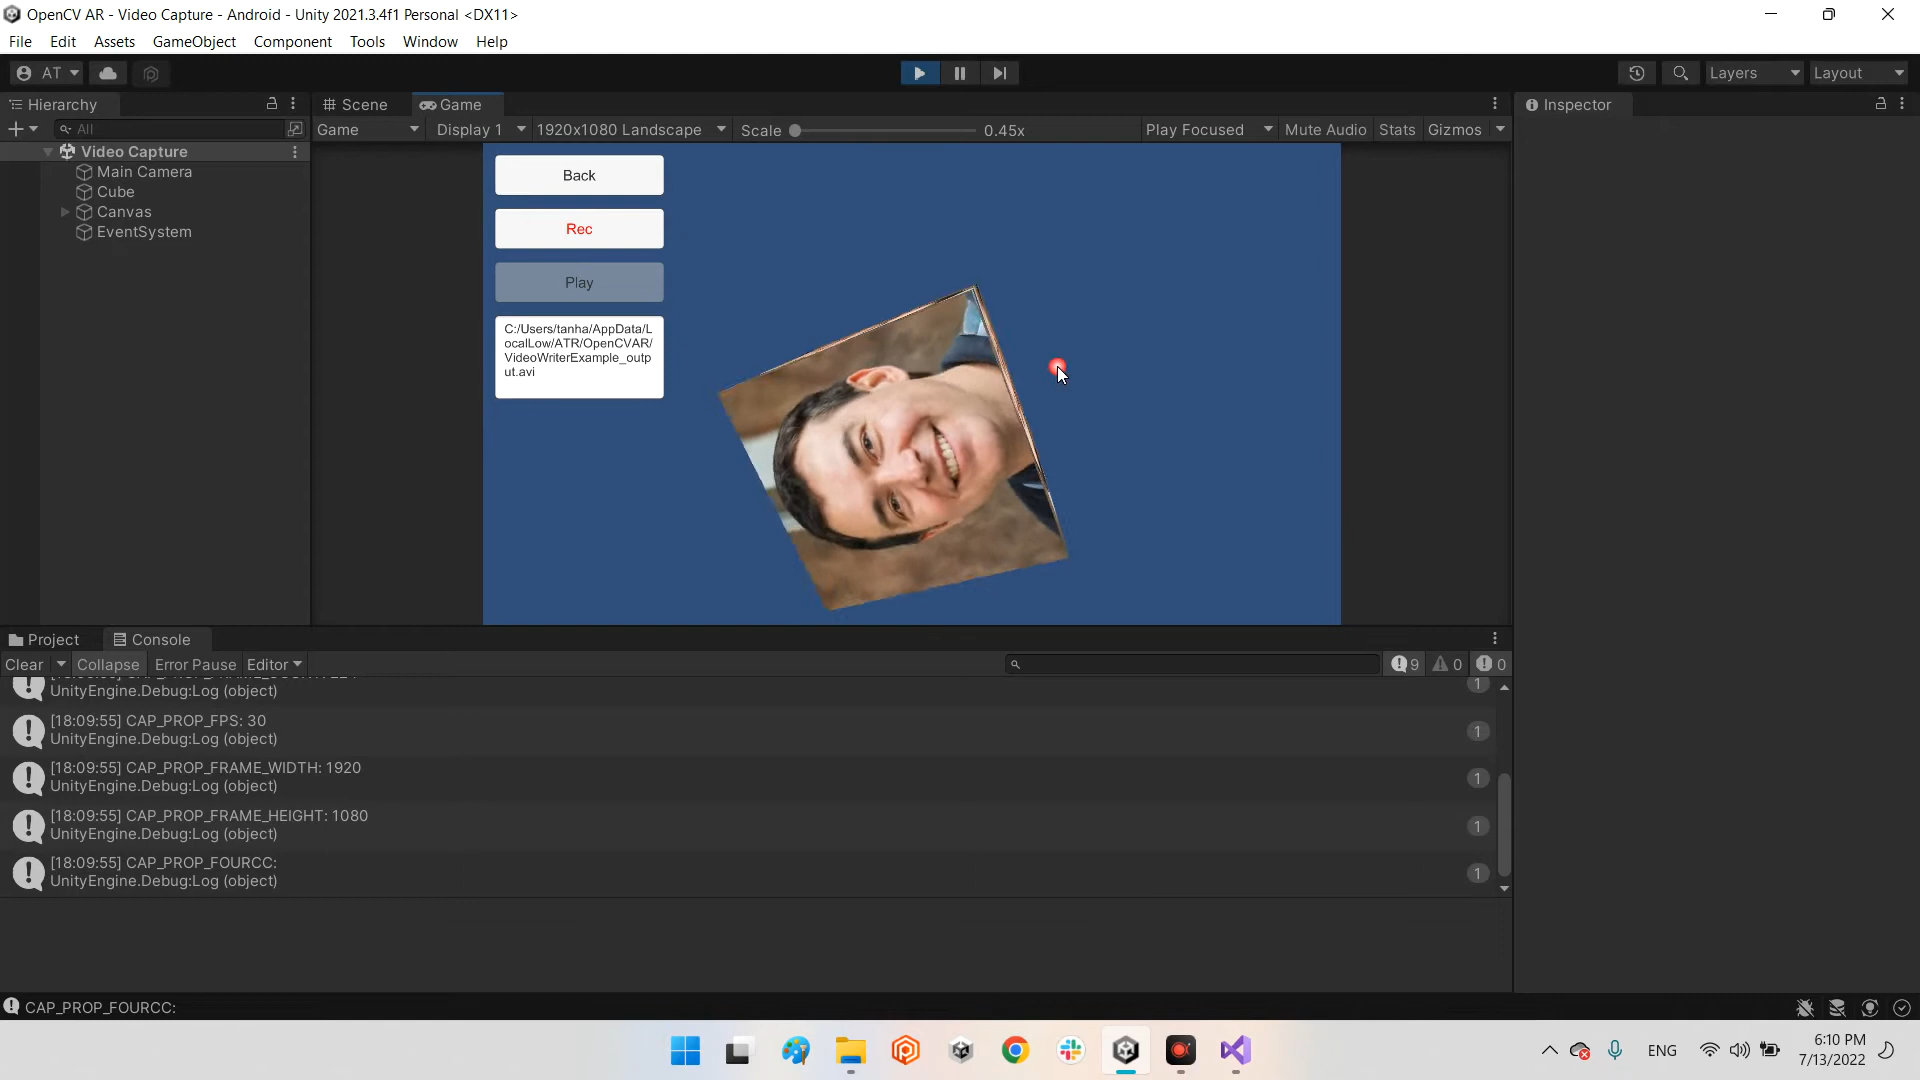 OpenCV AR - Video Capture - Android - Unity 2021.3.4f1 Personal <DX11>
File Edit Assets GameObject Component Tools Window Help
AT
Layers
Layout
Hierarchy
Scene
Game
Inspector
All
Game
Display 1
1920x1080 Landscape
Scale
0.45x
Play Focused
Mute Audio
Stats
Gizmos
Video Capture
Main Camera
Cube
Canvas
EventSystem
Back
Rec
Play
C:/Users/tanha/AppData/L
ocalLow/ATR/OpenCVAR/
VideoWriterExample_outp
ut.avi
Project
Console
Clear
Collapse
Error Pause
Editor
9
0
0
UnityEngine.Debug:Log (object)
1
[18:09:55] CAP_PROP_FPS: 30
UnityEngine.Debug:Log (object)
1
[18:09:55] CAP_PROP_FRAME_WIDTH: 1920
UnityEngine.Debug:Log (object)
1
[18:09:55] CAP_PROP_FRAME_HEIGHT: 1080
UnityEngine.Debug:Log (object)
1
[18:09:55] CAP_PROP_FOURCC:
UnityEngine.Debug:Log (object)
1
CAP_PROP_FOURCC:
ENG
6:10 PM
7/13/2022